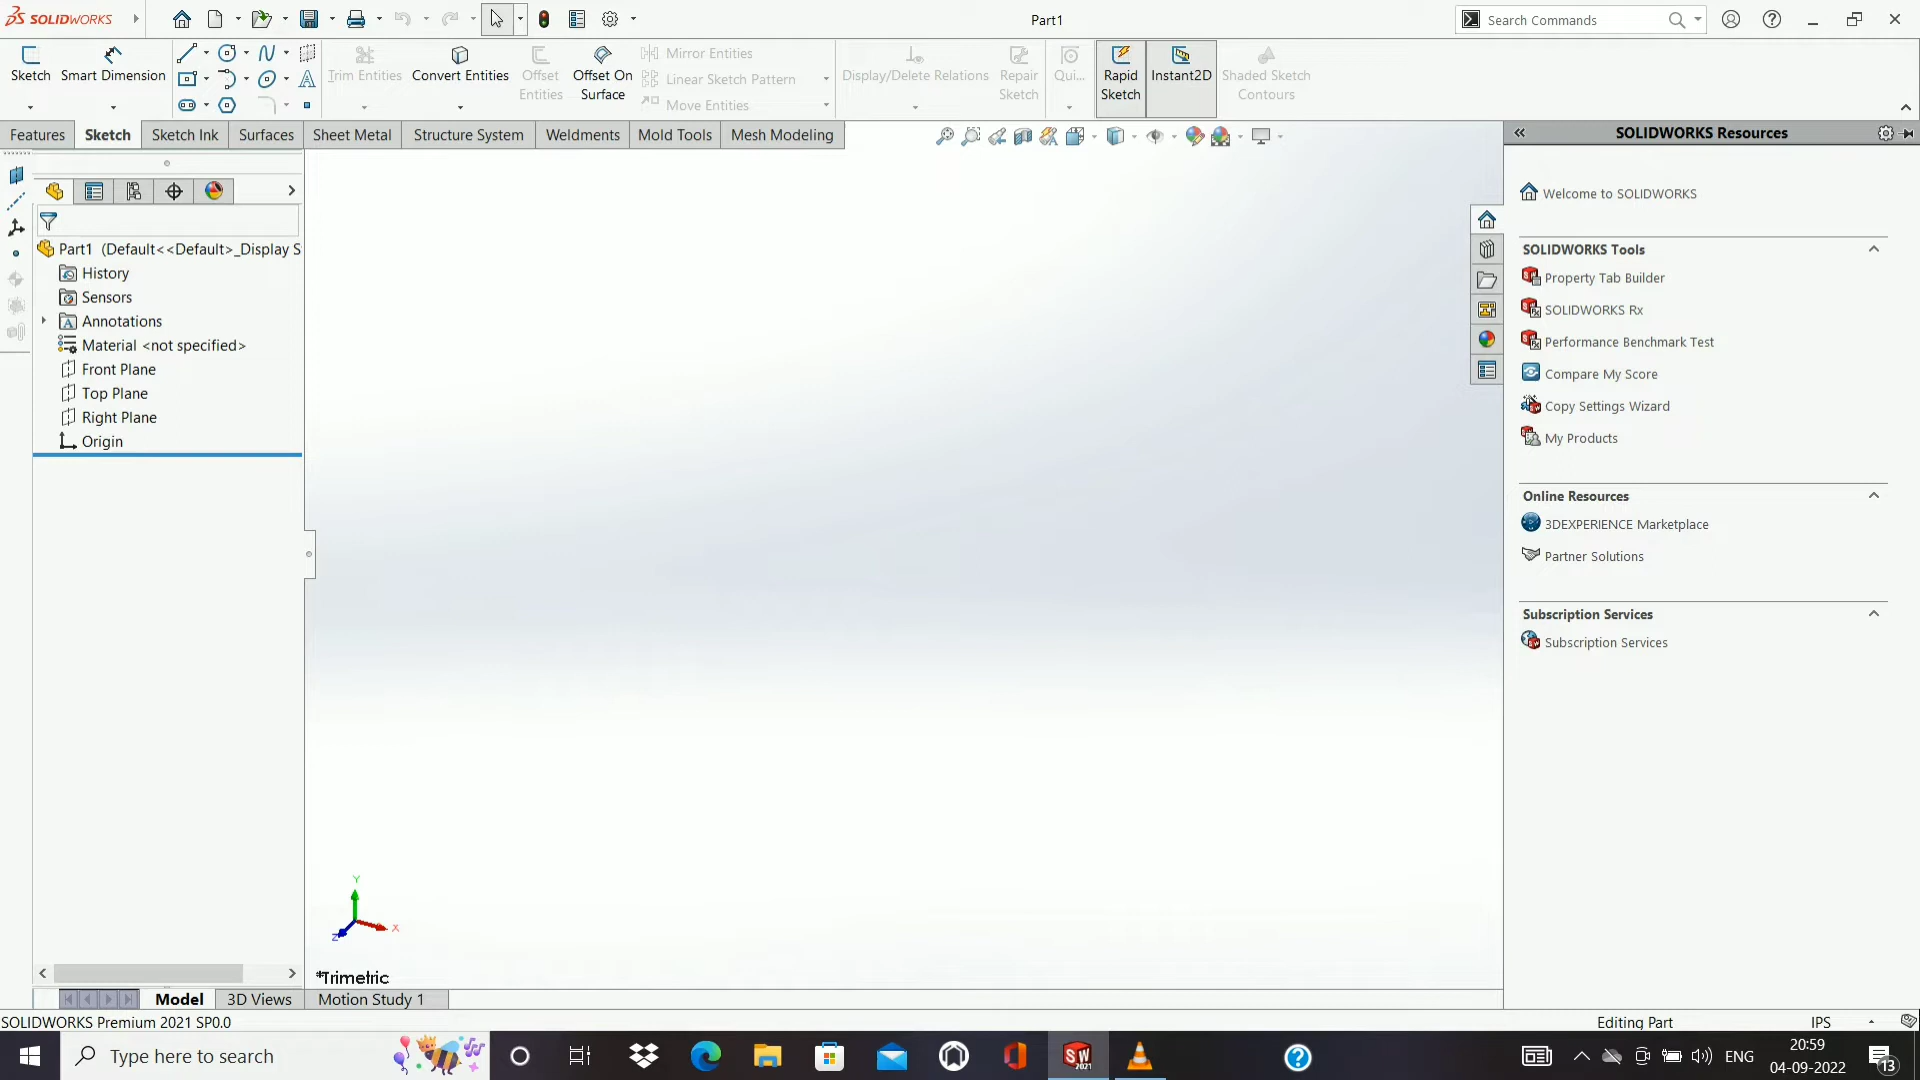 SOLIDWORKS
Part1
Search Commands
Sketch
Smart Dimension
Trim Entities
Convert Entities
Offset
Entities
Offset On
Surface
Mirror Entities
Linear Sketch Pattern
Move Entities
Display/Delete Relations
Repair
Sketch
Qui...
Rapid
Sketch
Instant2D
Shaded Sketch
Contours
Features
Sketch
Sketch Ink
Surfaces
Sheet Metal
Structure System
Weldments
Mold Tools
Mesh Modeling
SOLIDWORKS Resources
Part1 (Default<<Default>_Display S
History
Sensors
Annotations
Material <not specified>
Front Plane
Top Plane
Right Plane
Origin
Welcome to SOLIDWORKS
SOLIDWORKS Tools
Property Tab Builder
SOLIDWORKS Rx
Performance Benchmark Test
Compare My Score
Copy Settings Wizard
My Products
Online Resources
3DEXPERIENCE Marketplace
Partner Solutions
Subscription Services
Subscription Services
Y
X
Z
*Trimetric
Model
3D Views
Motion Study 1
SOLIDWORKS Premium 2021 SP0.0
Editing Part
IPS
Type here to search
SW
2021
ENG
20:59
04-09-2022
13